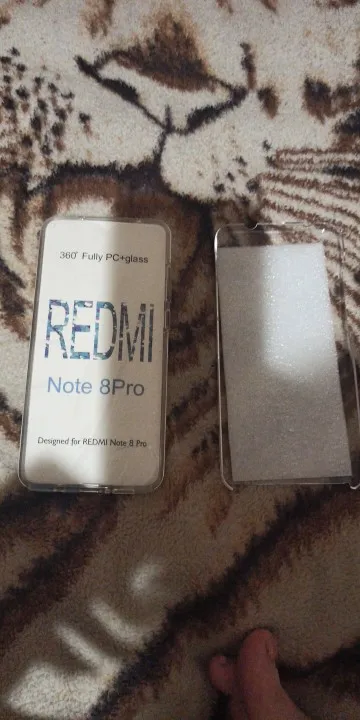 360° Fully PC+glass
REDMI
Note 8Pro
Designed for REDMI Note 8 Pro